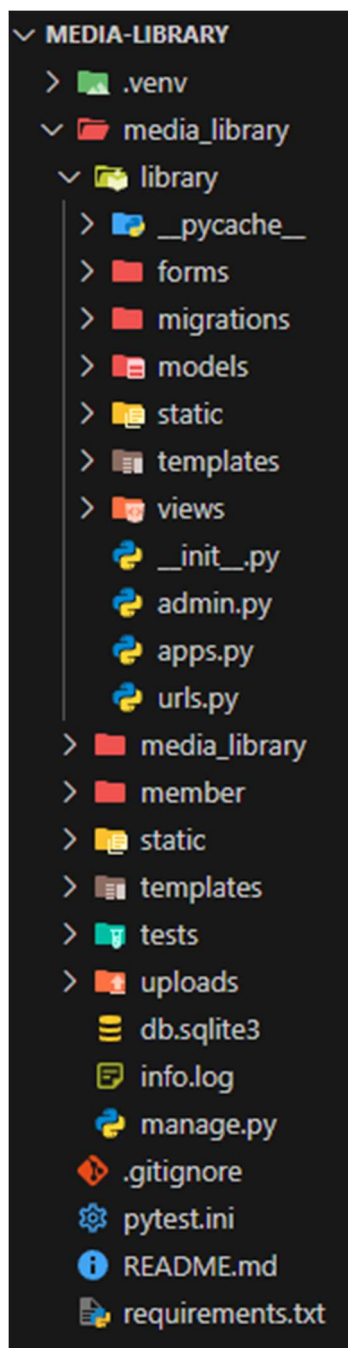 MEDIA-LIBRARY
.venv
media_library
library
__pycache__
forms
migrations
models
static
templates
views
__init__.py
admin.py
apps.py
urls.py
media_library
member
static
templates
tests
uploads
db.sqlite3
info.log
manage.py
.gitignore
pytest.ini
README.md
requirements.txt